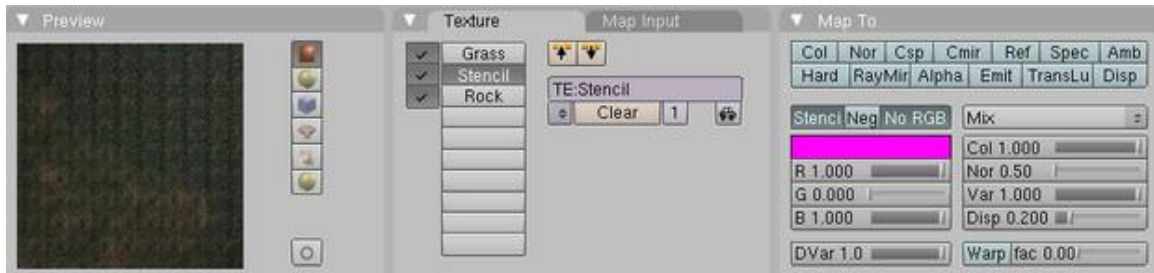 Preview
Texture Map Input
Map To
Grass
Stencil
Rock
TE:Stencil
Clear 1
Col Nor Csp Cmir Ref Spec Amb
Hard RayMir Alpha Emit TransLu Disp
Stenci Neg No RGB Mix
Col 1.000
R 1.000 Nor 0.50
G 0.000 Var 1.000
B 1.000 Disp 0.200
DVar 1.0 Warp fac 0.00